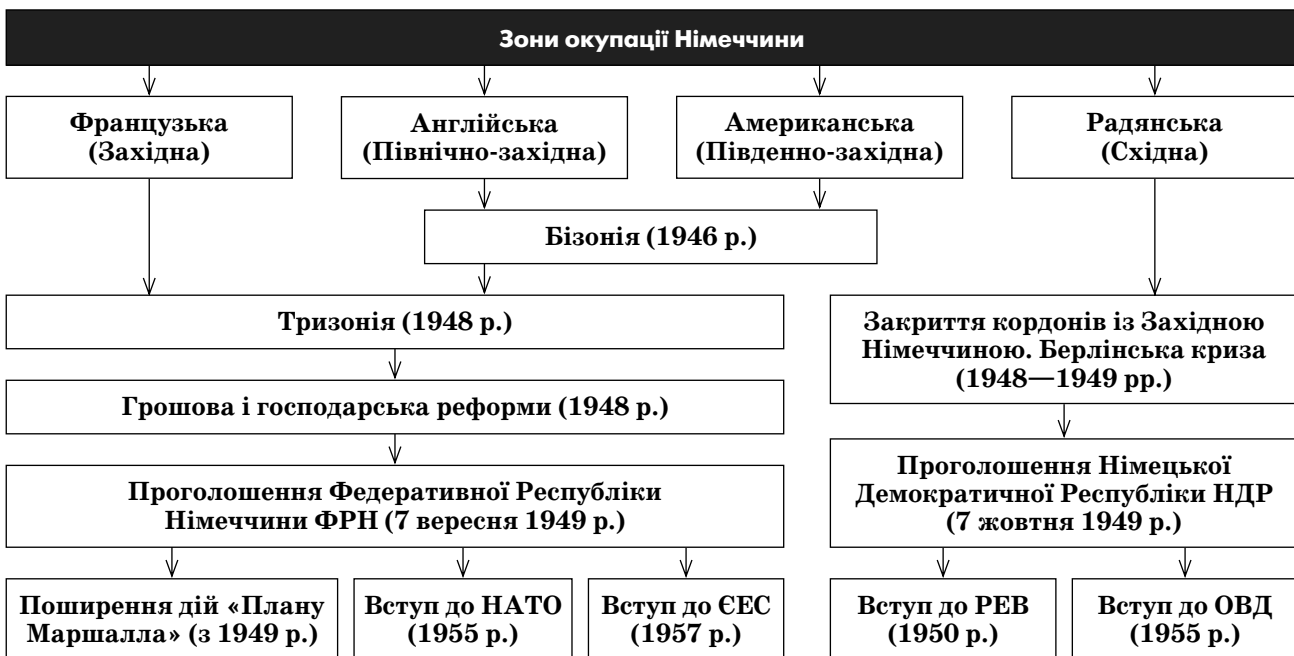 Зони окупації Німеччини
Французька
(Західна)
Англійська
(Північно-західна)
Американська
(Південно-західна)
Радянська
(Східна)
Бізонія (1946 р.)
Тризонія (1948 р.)
Закриття кордонів із Західною
Німеччиною. Берлінська криза
(1948—1949 рр.)
Грошова і господарська реформи (1948 р.)
Проголошення Федеративної Республіки
Німеччини ФРН (7 вересня 1949 р.)
Проголошення Німецької
Демократичної Республіки НДР
(7 жовтня 1949 р.)
Поширення дій «Плану
Маршалла» (з 1949 р.)
Вступ до НАТО
(1955 р.)
Вступ до ЄЕС
(1957 р.)
Вступ до РЕВ
(1950 р.)
Вступ до ОВД
(1955 р.)